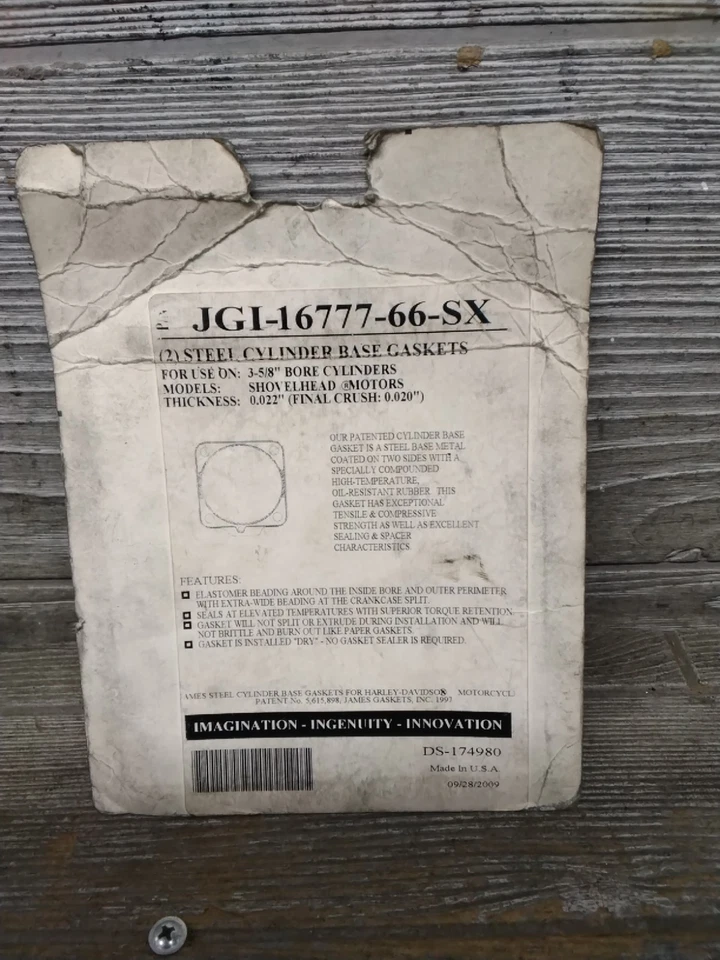 P/N JGI-16777-66-SX
(2) STEEL CYLINDER BASE GASKETS
FOR USE ON: 3-5/8" BORE CYLINDERS
MODELS: SHOVELHEAD ® MOTORS
THICKNESS: 0.022" (FINAL CRUSH: 0.020")
OUR PATENTED CYLINDER BASE
GASKET IS A STEEL BASE METAL
COATED ON TWO SIDES WITH A
SPECIALLY COMPOUNDED
HIGH-TEMPERATURE,
OIL-RESISTANT RUBBER. THIS
GASKET HAS EXCEPTIONAL
TENSILE & COMPRESSIVE
STRENGTH AS WELL AS EXCELLENT
SEALING & SPACER
CHARACTERISTICS.
FEATURES:
ELASTOMER BEADING AROUND THE INSIDE BORE AND OUTER PERIMETER
WITH EXTRA-WIDE BEADING AT THE CRANKCASE SPLIT.
SEALS AT ELEVATED TEMPERATURES WITH SUPERIOR TORQUE RETENTION.
GASKET WILL NOT SPLIT OR EXTRUDE DURING INSTALLATION AND WILL
NOT BRITTLE AND BURN OUT LIKE PAPER GASKETS.
GASKET IS INSTALLED "DRY" - NO GASKET SEALER IS REQUIRED.
AMES STEEL CYLINDER BASE GASKETS FOR HARLEY-DAVIDSON® MOTORCYCL
PATENT No. 5,615,898, JAMES GASKETS, INC. 1997
IMAGINATION - INGENUITY - INNOVATION
DS-174980
Made In U.S.A.
09/28/2009